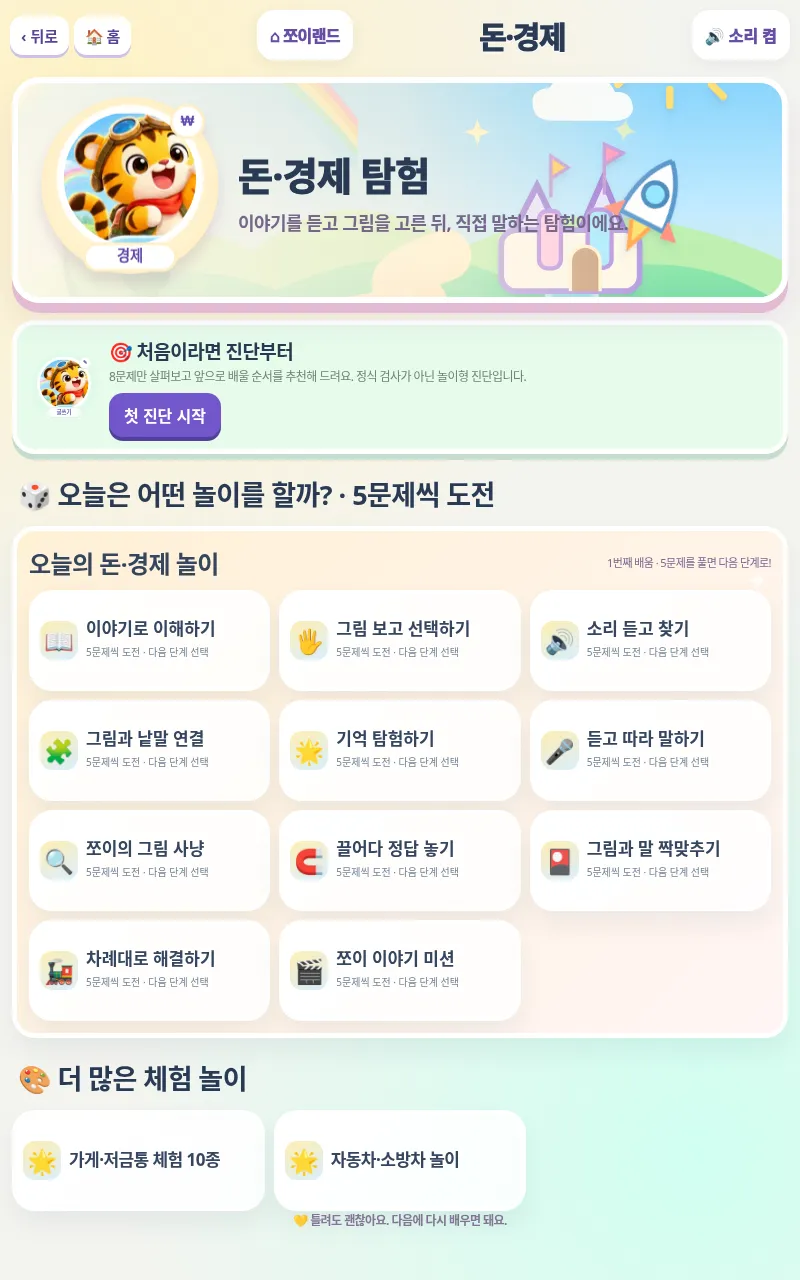 ‹ 뒤로
🏠 홈
⌂ 쪼이랜드
돈·경제
🔊 소리 켬
₩
경제
돈·경제 탐험
이야기를 듣고 그림을 고른 뒤, 직접 말하는 탐험이에요.
글쓰기
🎯 처음이라면 진단부터
8문제만 살펴보고 앞으로 배울 순서를 추천해 드려요. 정식 검사가 아닌 놀이형 진단입니다.
첫 진단 시작
🎲 오늘은 어떤 놀이를 할까? · 5문제씩 도전
오늘의 돈·경제 놀이
1번째 배움 · 5문제를 풀면 다음 단계로!
이야기로 이해하기
5문제씩 도전 · 다음 단계 선택
그림 보고 선택하기
5문제씩 도전 · 다음 단계 선택
소리 듣고 찾기
5문제씩 도전 · 다음 단계 선택
그림과 낱말 연결
5문제씩 도전 · 다음 단계 선택
기억 탐험하기
5문제씩 도전 · 다음 단계 선택
듣고 따라 말하기
5문제씩 도전 · 다음 단계 선택
쪼이의 그림 사냥
5문제씩 도전 · 다음 단계 선택
끌어다 정답 놓기
5문제씩 도전 · 다음 단계 선택
그림과 말 짝맞추기
5문제씩 도전 · 다음 단계 선택
차례대로 해결하기
5문제씩 도전 · 다음 단계 선택
쪼이 이야기 미션
5문제씩 도전 · 다음 단계 선택
🎨 더 많은 체험 놀이
가게·저금통 체험 10종
자동차·소방차 놀이
💛 틀려도 괜찮아요. 다음에 다시 배우면 돼요.